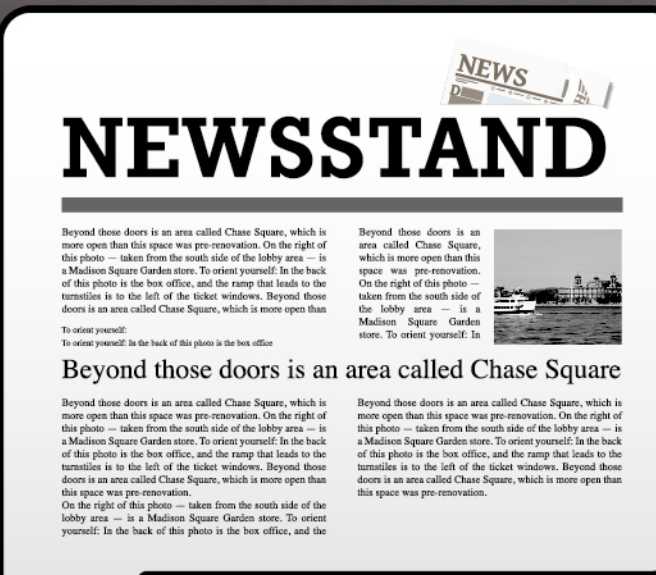 NEWS
D
NEWSSTAND
Beyond those doors is an area called Chase Square, which is
more open than this space was pre-renovation. On the right of
this photo — taken from the south side of the lobby area — is
a Madison Square Garden store. To orient yourself: In the back
of this photo is the box office, and the ramp that leads to the
turnstiles is to the left of the ticket windows. Beyond those
doors is an area called Chase Square, which is more open than
To orient yourself:
To orient yourself: In the back of this photo is the box office
Beyond those doors is an
area called Chase Square,
which is more open than this
space was pre-renovation.
On the right of this photo —
taken from the south side of
the lobby area — is a
Madison Square Garden
store. To orient yourself: In
Beyond those doors is an area called Chase Square
Beyond those doors is an area called Chase Square, which is
more open than this space was pre-renovation. On the right of
this photo — taken from the south side of the lobby area — is
a Madison Square Garden store. To orient yourself: In the back
of this photo is the box office, and the ramp that leads to the
turnstiles is to the left of the ticket windows. Beyond those
doors is an area called Chase Square, which is more open than
this space was pre-renovation.
On the right of this photo — taken from the south side of the
lobby area — is a Madison Square Garden store. To orient
yourself: In the back of this photo is the box office, and the
Beyond those doors is an area called Chase Square, which is
more open than this space was pre-renovation. On the right of
this photo — taken from the south side of the lobby area — is
a Madison Square Garden store. To orient yourself: In the back
of this photo is the box office, and the ramp that leads to the
turnstiles is to the left of the ticket windows. Beyond those
doors is an area called Chase Square, which is more open than
this space was pre-renovation.